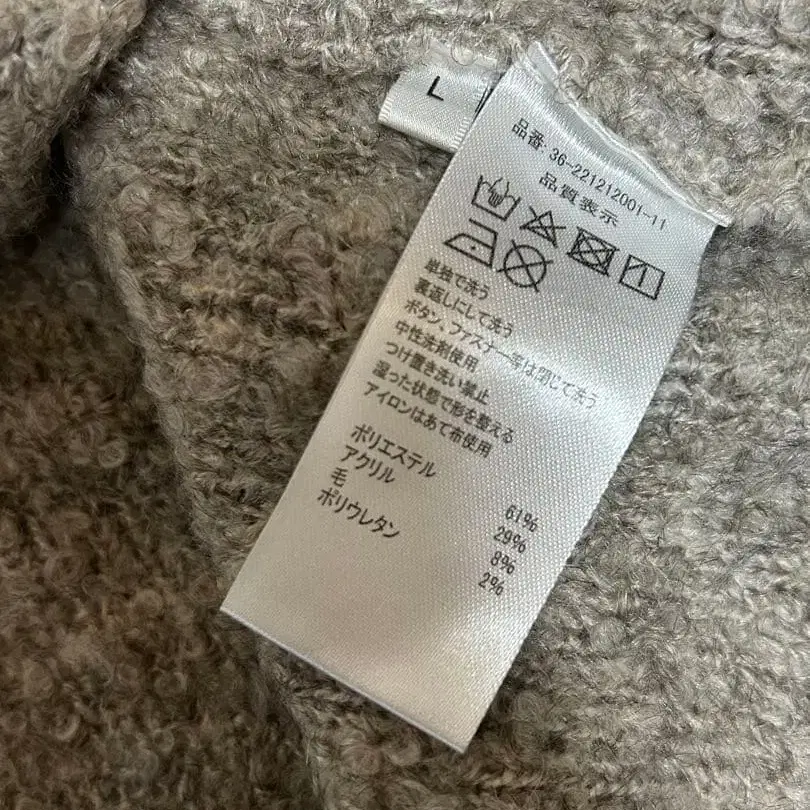 L
品番:36-221212001-11
品質表示
単独で洗う
裏返しにして洗う
ボタン、ファスナー等は閉じて洗う
中性洗剤使用
つけ置き洗い禁止
湿った状態で形を整える
アイロンはあて布使用
ポリエステル 61%
アクリル 29%
毛 8%
ポリウレタン 2%